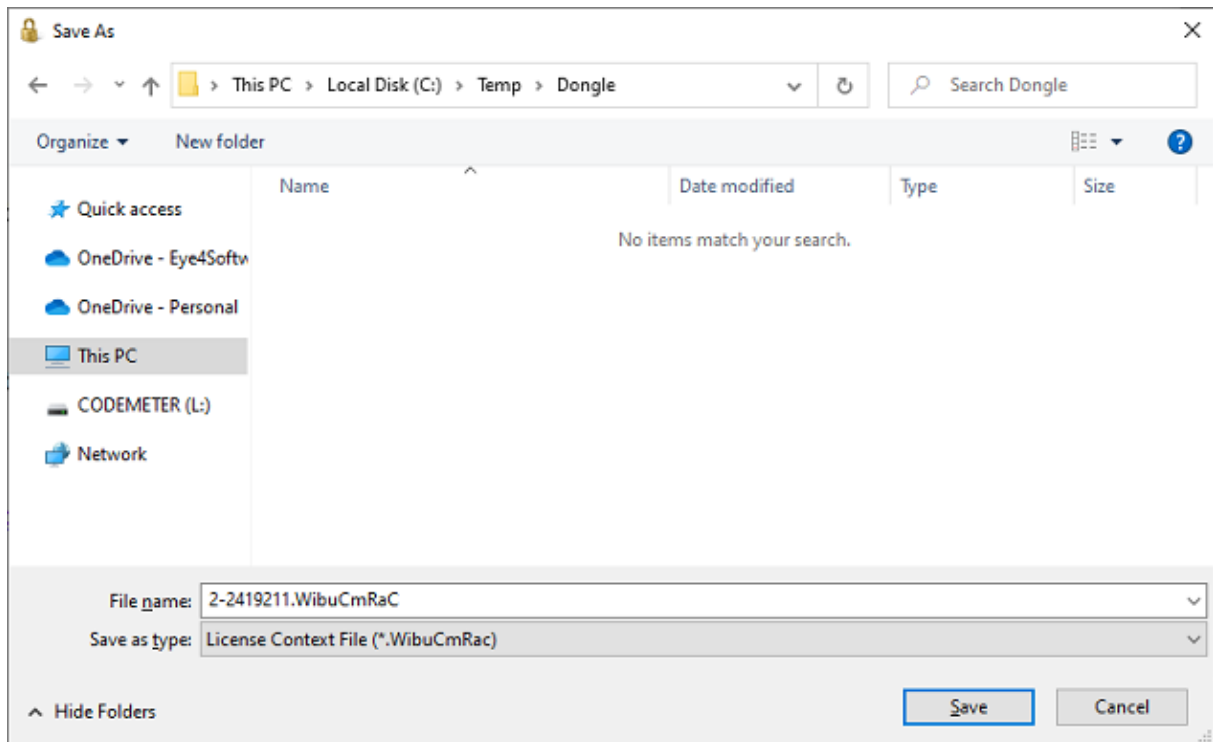 Save As
This PC > Local Disk (C:) > Temp > Dongle
Search Dongle
Organize
New folder
Name
Date modified
Type
Size
Quick access
OneDrive - Eye4Softw
OneDrive - Personal
This PC
CODEMETER (L:)
Network
No items match your search.
File name: 2-2419211.WibuCmRaC
Save as type: License Context File (*.WibuCmRac)
Hide Folders
Save
Cancel